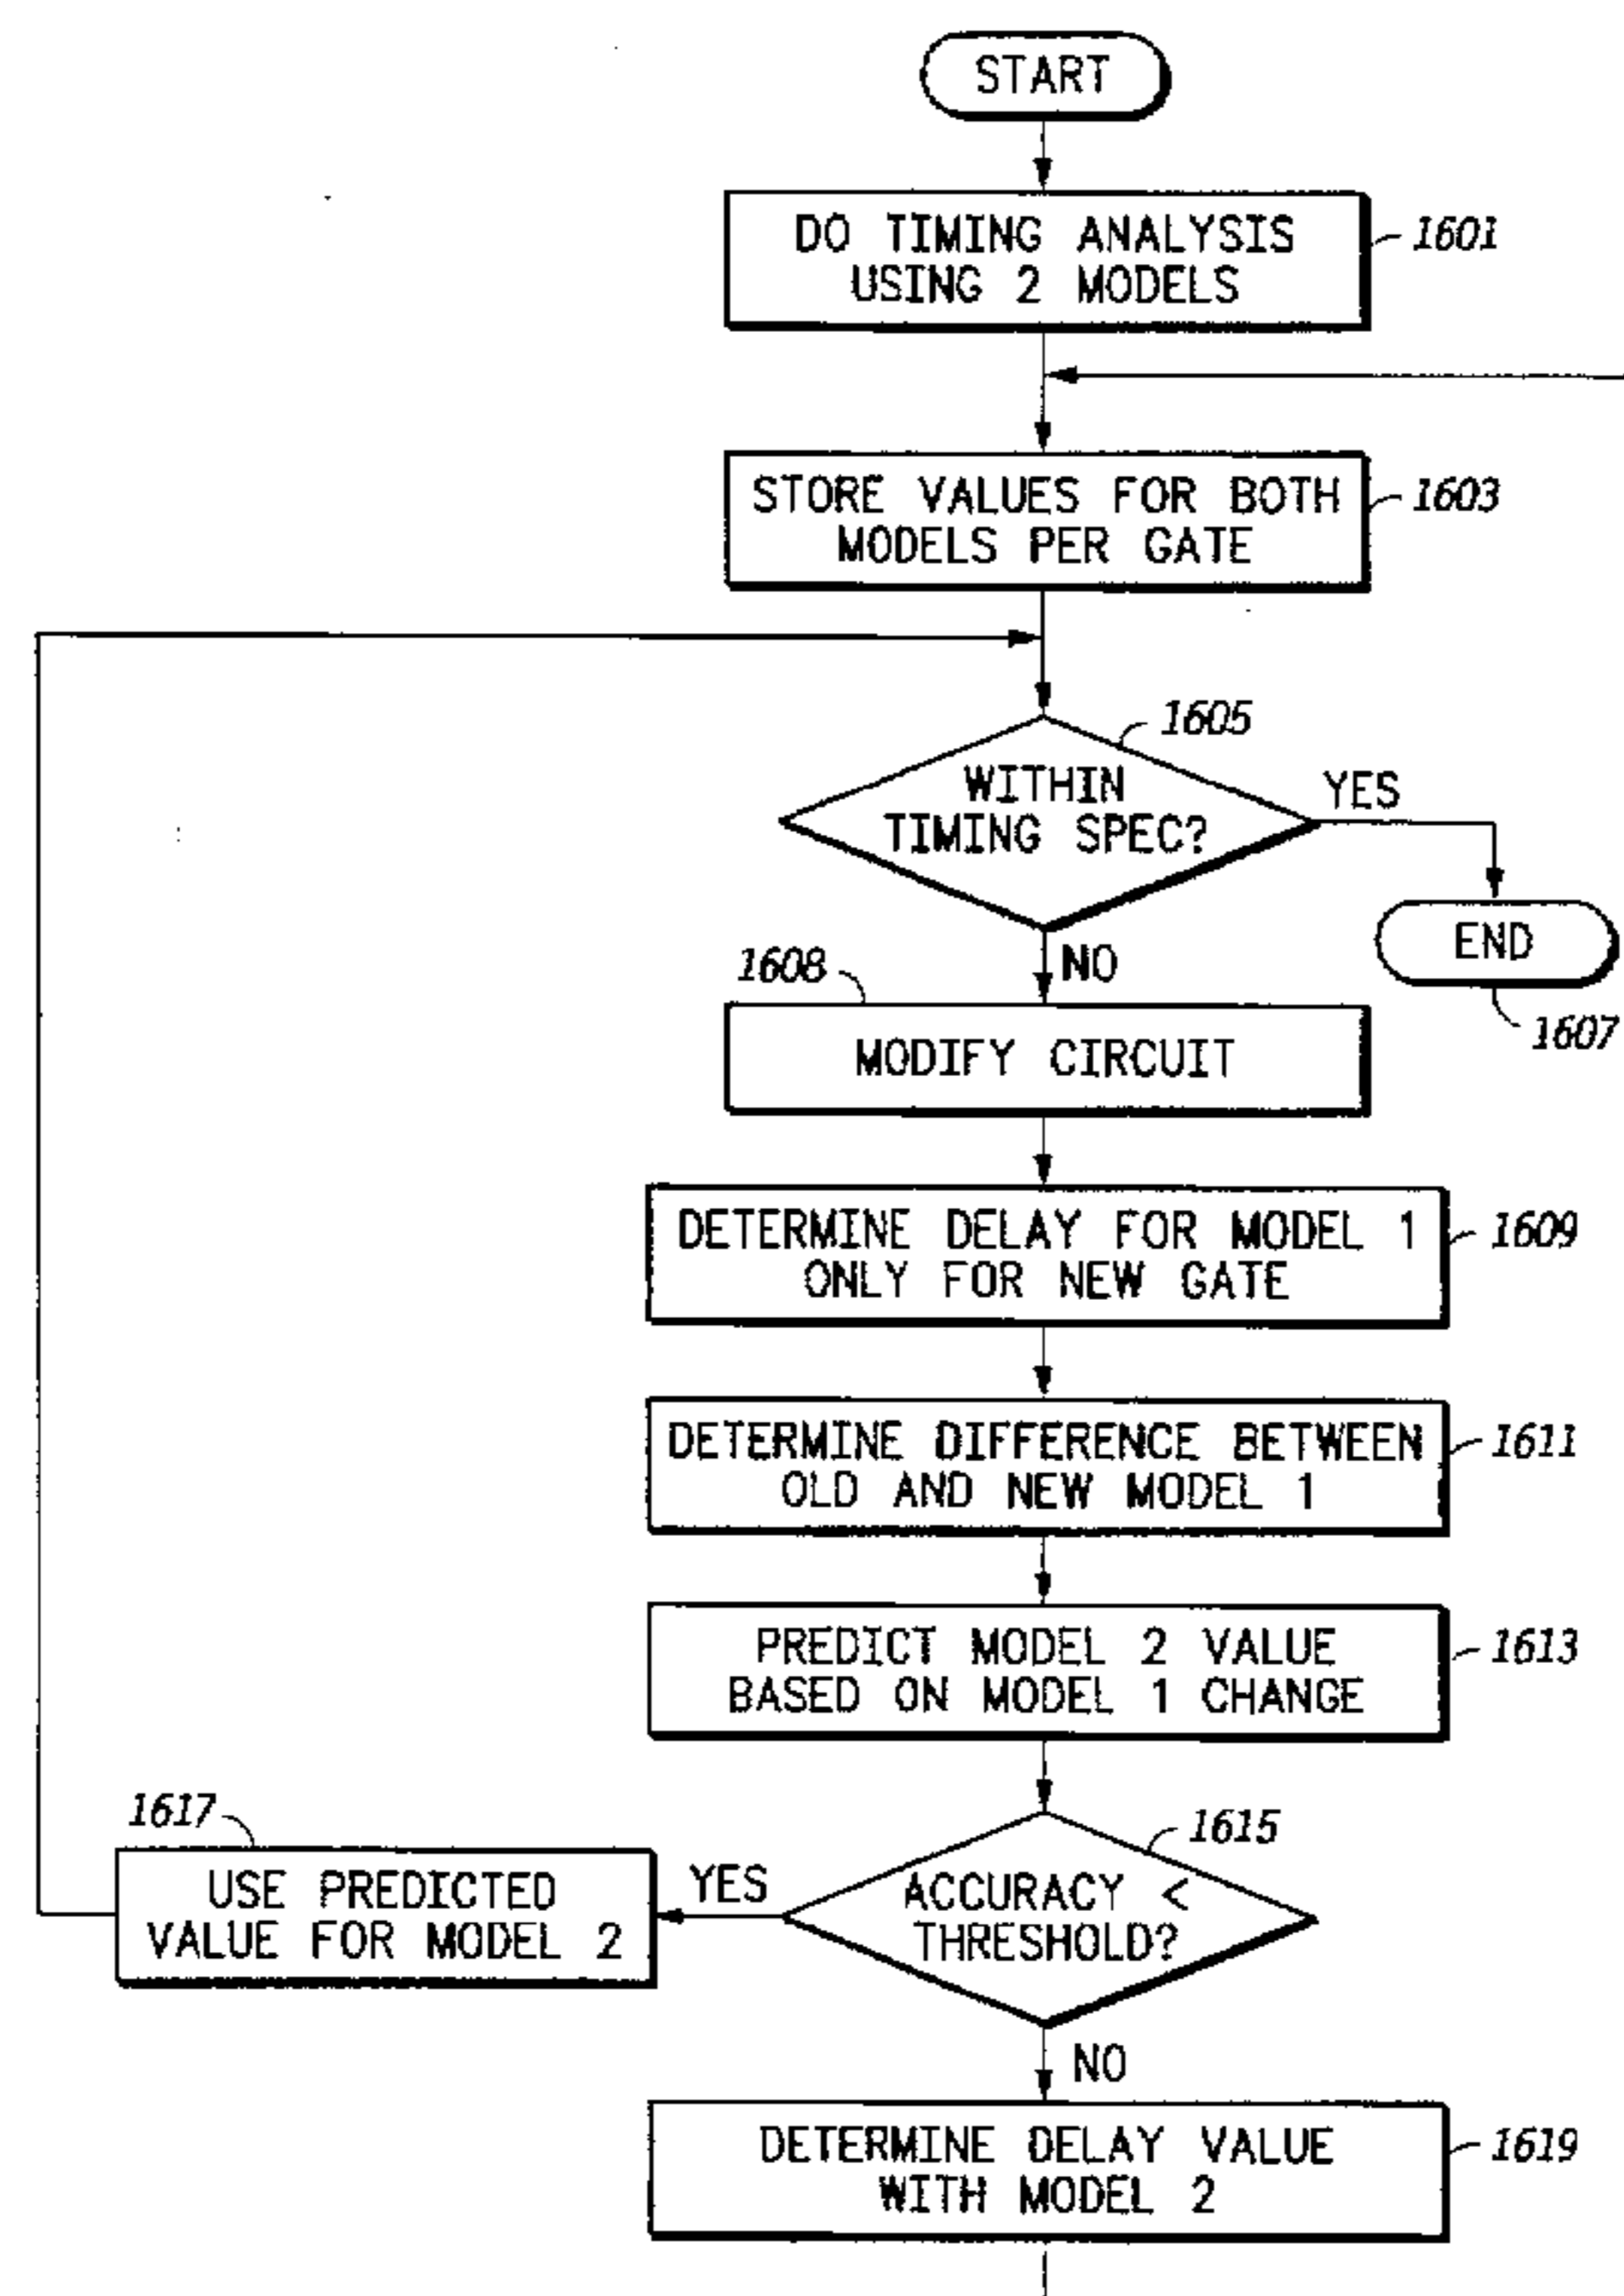 START
DO TIMING ANALYSIS
USING 2 MODELS
1601
STORE VALUES FOR BOTH
MODELS PER GATE
1603
1605
WITHIN
TIMING SPEC?
YES
END
1607
NO
1608
MODIFY CIRCUIT
DETERMINE DELAY FOR MODEL 1
ONLY FOR NEW GATE
1609
DETERMINE DIFFERENCE BETWEEN
OLD AND NEW MODEL 1
1611
PREDICT MODEL 2 VALUE
BASED ON MODEL 1 CHANGE
1613
1615
ACCURACY <
THRESHOLD?
YES
1617
USE PREDICTED
VALUE FOR MODEL 2
NO
DETERMINE DELAY VALUE
WITH MODEL 2
1619